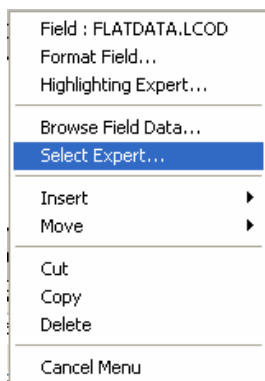 Field : FLATDATA.LCOD
Format Field...
Highlighting Expert...
Browse Field Data...
Select Expert...
Insert
Move
Cut
Copy
Delete
Cancel Menu